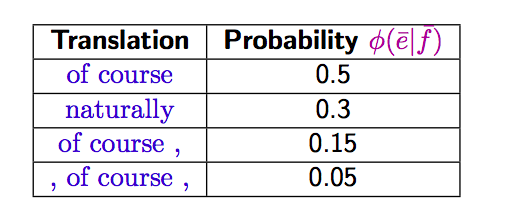 Translation Probability ϕ(ē|f̄)
of course 0.5
naturally 0.3
of course , 0.15
, of course , 0.05